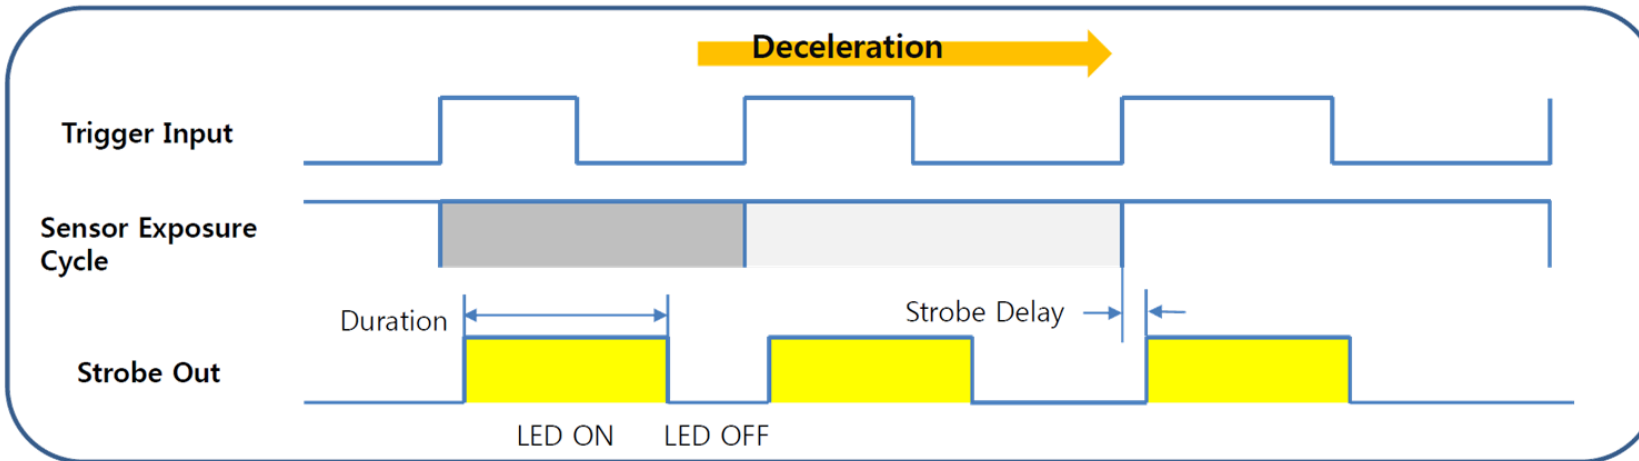 Deceleration
Trigger Input
Sensor Exposure
Cycle
Duration
Strobe Delay
Strobe Out
LED ON
LED OFF